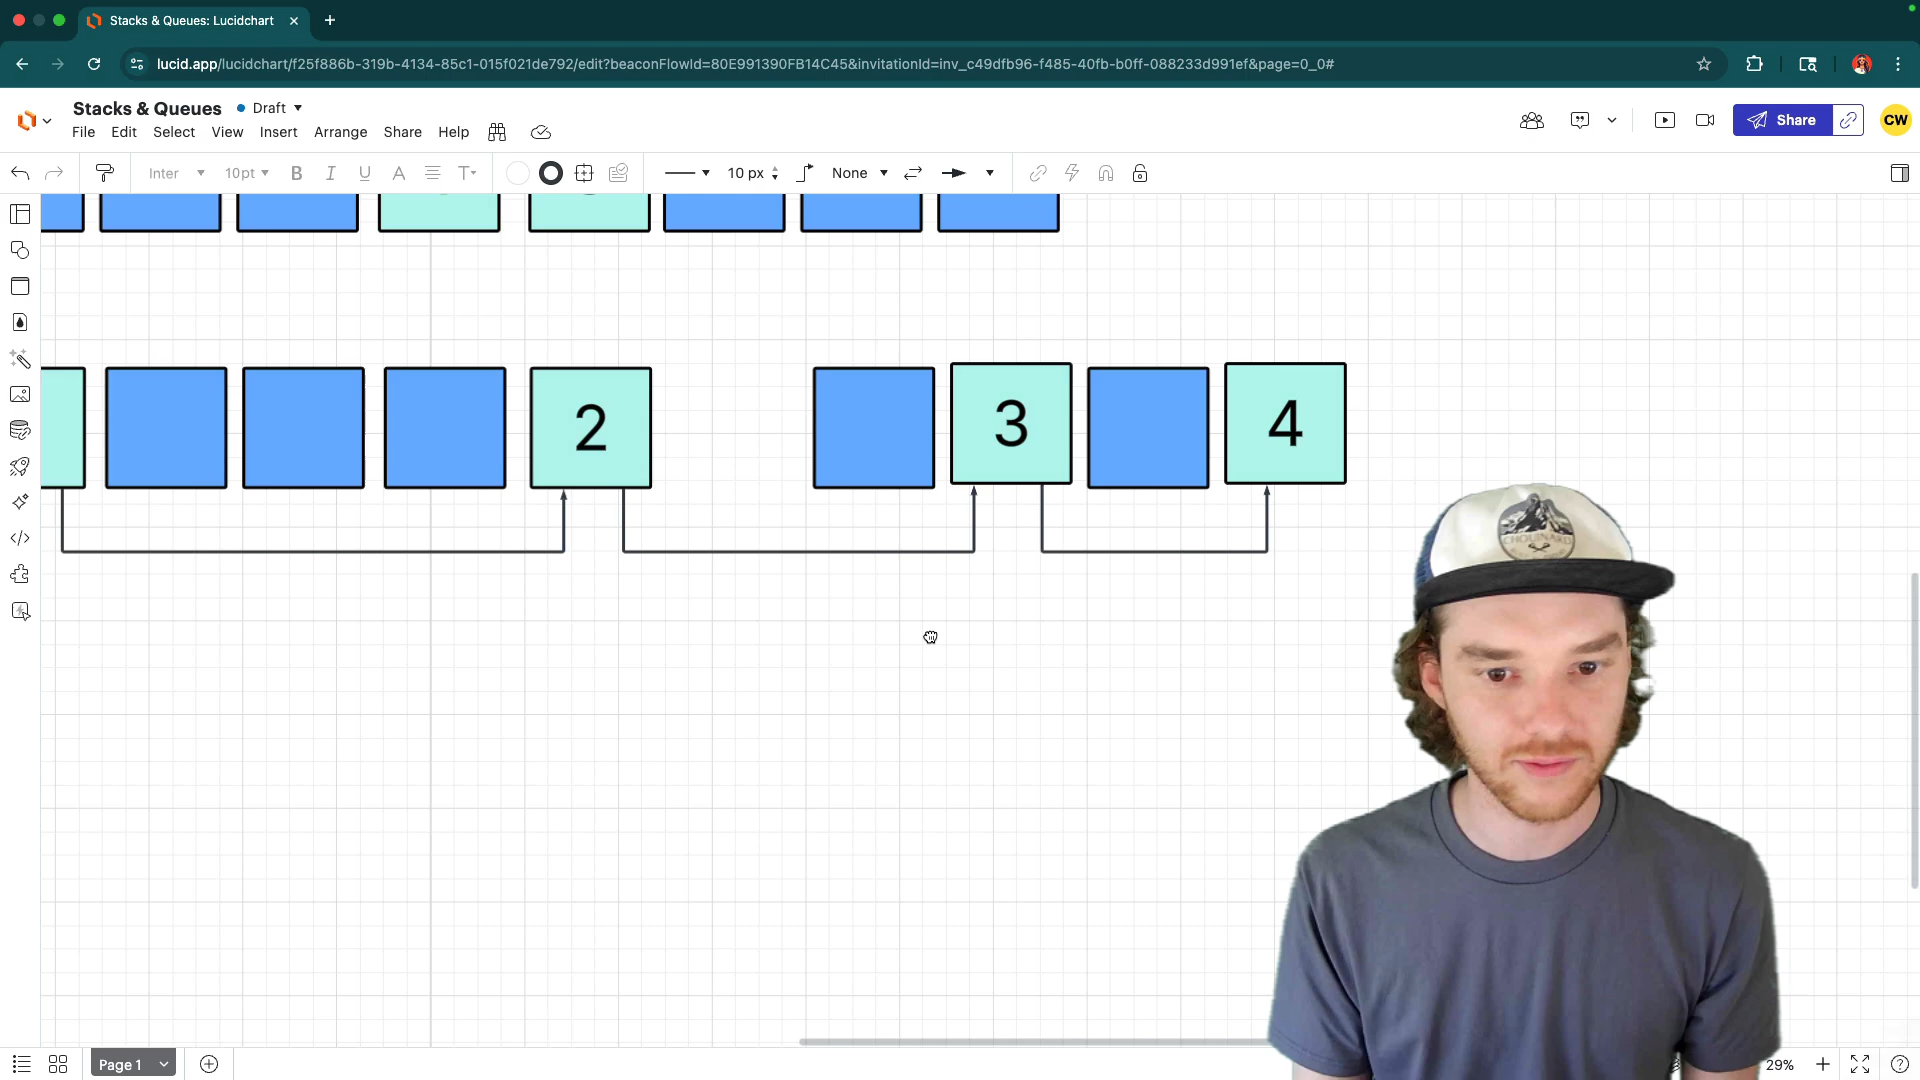 Stacks & Queues: Lucidchart
lucid.app/lucidchart/f25f886b-319b-4134-85c1-015f021de792/edit?beaconFlowId=80E991390FB14C45&invitationId=inv_c49dfb96-f485-40fb-b0ff-088233d991ef&page=0_0#
Stacks & Queues Draft
File Edit Select View Insert Arrange Share Help
Share CW
Inter 10pt B I U A T 10 px None
2 3 4
CHOUINARD
Page 1 29%